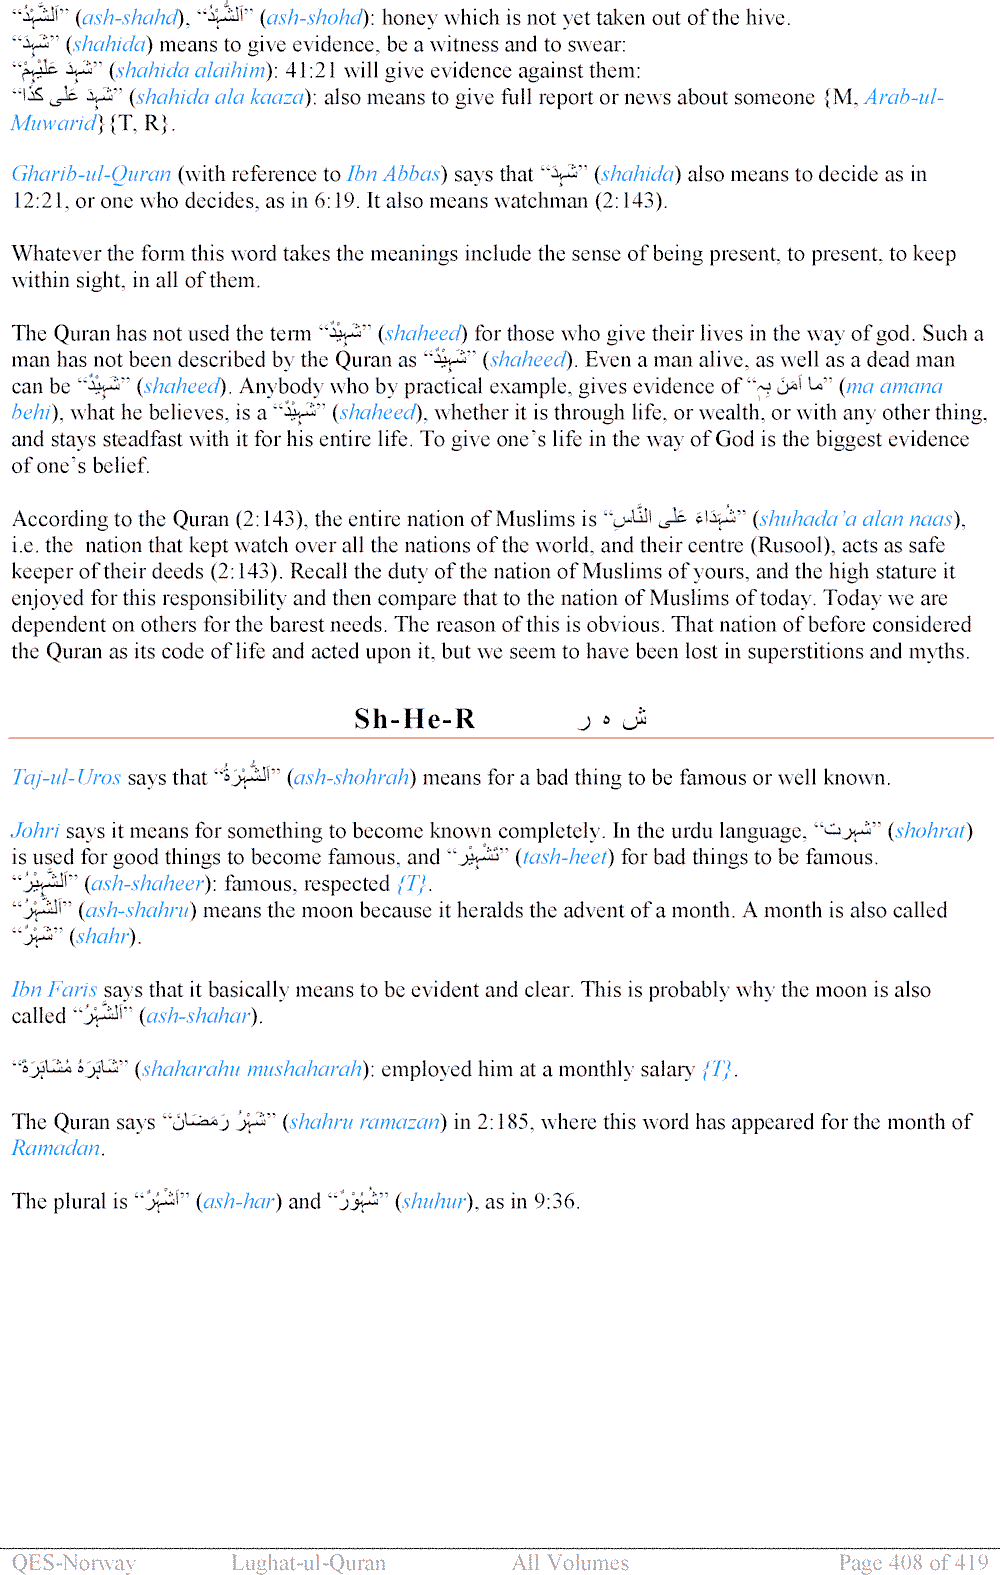 “اَلشَّہْدُ” (ash-shahd), “اَلشُّہْدُ” (ash-shohd): honey which is not yet taken out of the hive.
“شَہِدَ” (shahida) means to give evidence, be a witness and to swear:
“شَہِدَ عَلَیْہِمْ” (shahida alaihim): 41:21 will give evidence against them:
“شَہِدَ عَلٰی کَذَا” (shahida ala kaaza): also means to give full report or news about someone {M, Arab-ul-
Muwarid}{T, R}.
Gharib-ul-Quran (with reference to Ibn Abbas) says that “شَہِدَ” (shahida) also means to decide as in
12:21, or one who decides, as in 6:19. It also means watchman (2:143).
Whatever the form this word takes the meanings include the sense of being present, to present, to keep
within sight, in all of them.
The Quran has not used the term “شَہِیْدٌ” (shaheed) for those who give their lives in the way of god. Such a
man has not been described by the Quran as “شَہِیْدٌ” (shaheed). Even a man alive, as well as a dead man
can be “شَہِیْدٌ” (shaheed). Anybody who by practical example, gives evidence of “ما اٰمَنَ بِہٖ” (ma amana
behi), what he believes, is a “شَہِیْدٌ” (shaheed), whether it is through life, or wealth, or with any other thing,
and stays steadfast with it for his entire life. To give one’s life in the way of God is the biggest evidence
of one’s belief.
According to the Quran (2:143), the entire nation of Muslims is “شُہَدَاءَ عَلَی النَّاسِ” (shuhada’a alan naas),
i.e. the nation that kept watch over all the nations of the world, and their centre (Rusool), acts as safe
keeper of their deeds (2:143). Recall the duty of the nation of Muslims of yours, and the high stature it
enjoyed for this responsibility and then compare that to the nation of Muslims of today. Today we are
dependent on others for the barest needs. The reason of this is obvious. That nation of before considered
the Quran as its code of life and acted upon it, but we seem to have been lost in superstitions and myths.
Sh-He-R ش ہ ر
Taj-ul-Uros says that “اَلشُّہْرَۃُ” (ash-shohrah) means for a bad thing to be famous or well known.
Johri says it means for something to become known completely. In the urdu language, “شہرت” (shohrat)
is used for good things to become famous, and “تَشْہِیْر” (tash-heet) for bad things to be famous.
“اَلشَّہِیْرُ” (ash-shaheer): famous, respected {T}.
“اَلشَّہْرُ” (ash-shahru) means the moon because it heralds the advent of a month. A month is also called
“شَہْرٌ” (shahr).
Ibn Faris says that it basically means to be evident and clear. This is probably why the moon is also
called “اَلشَّہْرُ” (ash-shahar).
“شَاہَرَہٗ مُشَاہَرَۃً” (shaharahu mushaharah): employed him at a monthly salary {T}.
The Quran says “شَہْرُ رَمَضَانَ” (shahru ramazan) in 2:185, where this word has appeared for the month of
Ramadan.
The plural is “اَشْہُرٌ” (ash-har) and “شُہُوْرٌ” (shuhur), as in 9:36.
QES-Norway Lughat-ul-Quran All Volumes Page 408 of 419